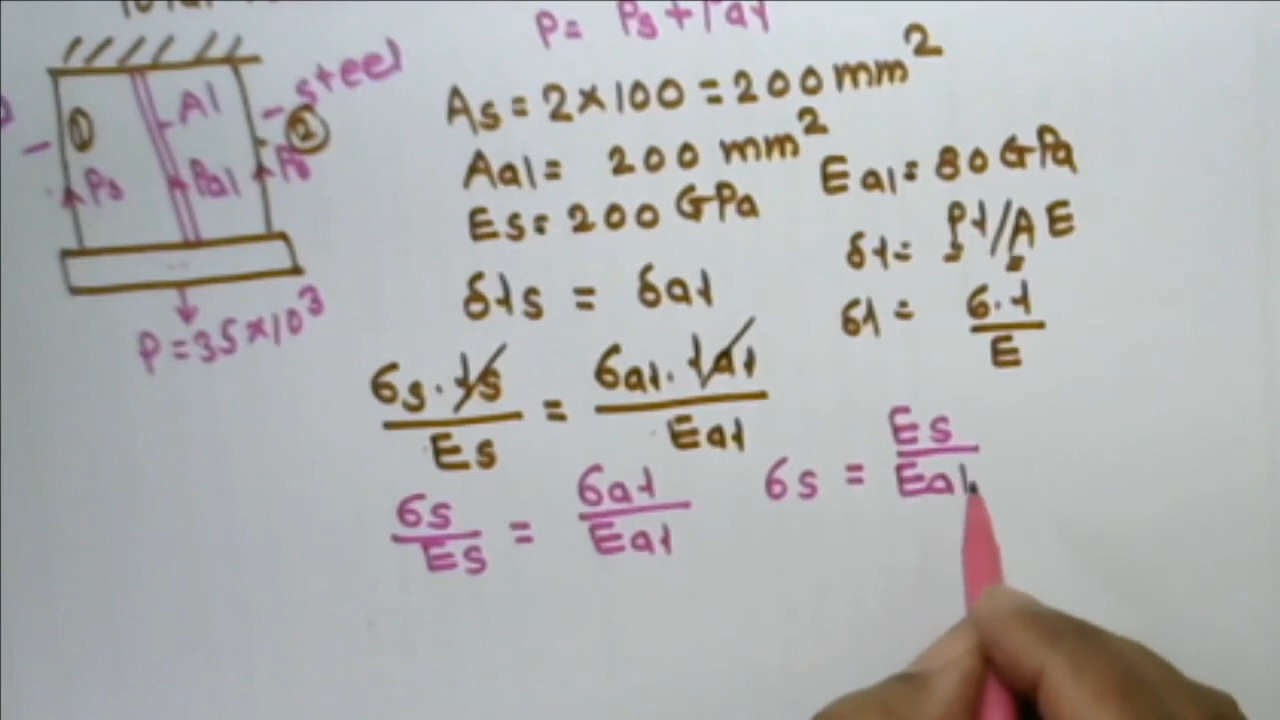 P = Ps + Pal
As = 2×100 = 200 mm²
Aal = 200 mm²
Es = 200 GPa
Eal = 80 GPa
δls = δal
δl = Pl/AE
δl = σ.l / E
σs.ls / Es = σal.lal / Eal
σs / Es = σal / Eal
σs = Es / Eal
①
Al
steel
②
Ps
Pal
Ps
P = 35×10³